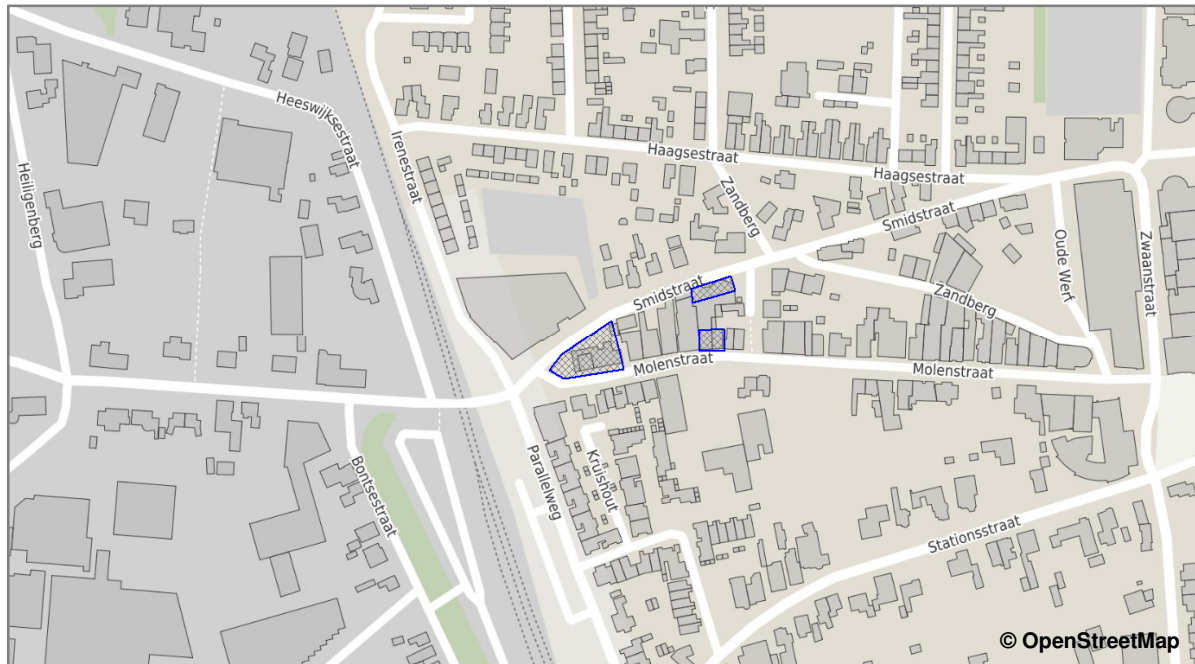 Heeswijksestraat
Irenestraat
Heiligenberg
Haagsestraat
Haagsestraat
Zandberg
Smidstraat
Smidstraat
Oude Werf
Zwaanstraat
Zandberg
Molenstraat
Molenstraat
Bontsestraat
Parallelweg
Kruishout
Stationsstraat
© OpenStreetMap